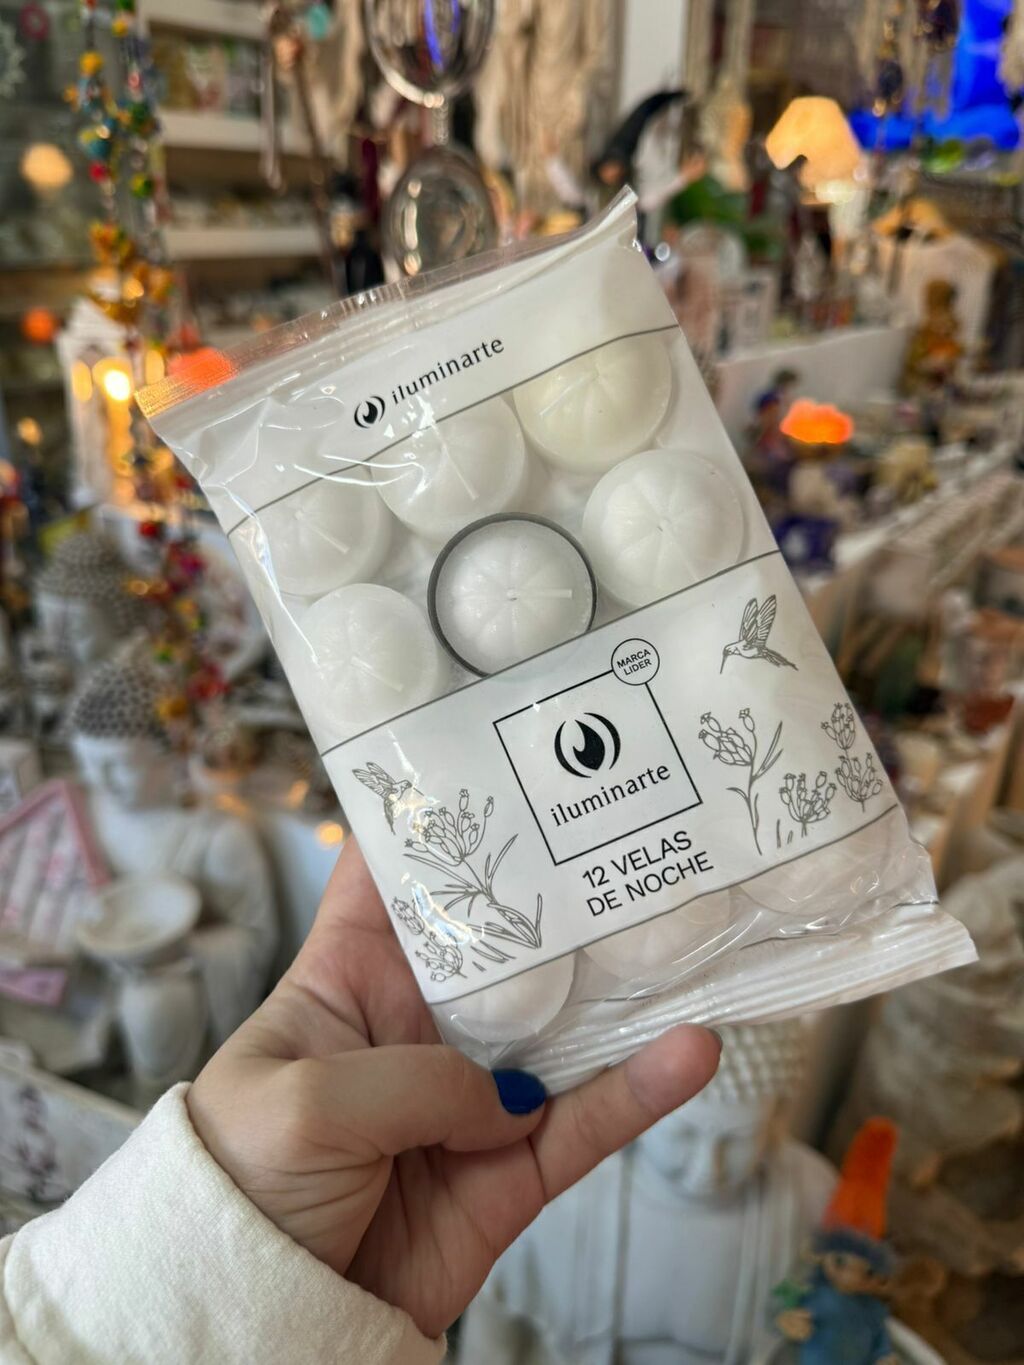 iluminarte
MARCA
LIDER
iluminarte
12 VELAS
DE NOCHE